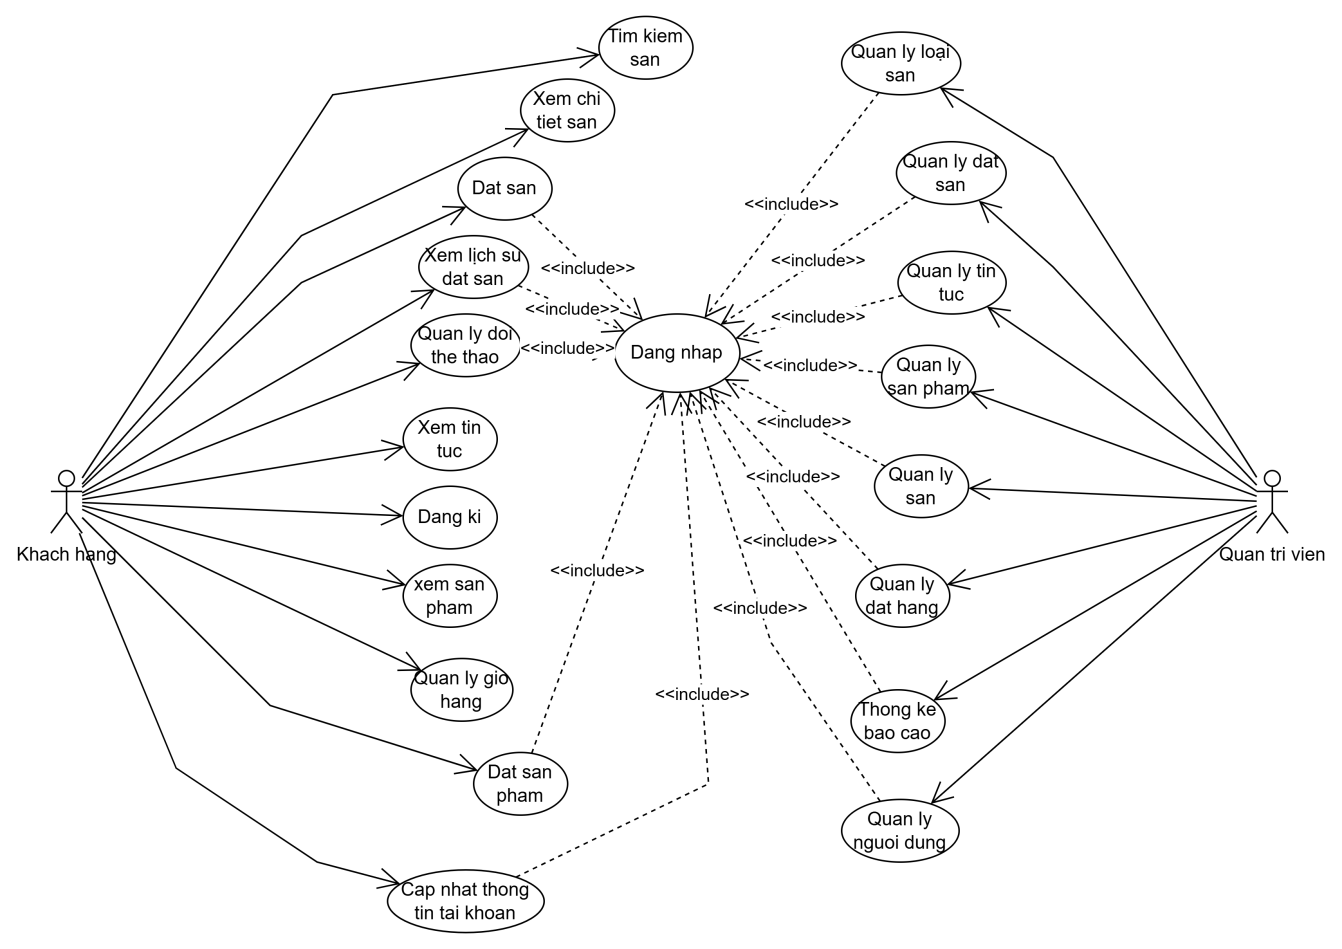 Tim kiem
san
Xem chi
tiet san
Dat san
Xem lịch su
dat san
Quan ly doi
the thao
Xem tin
tuc
Dang ki
xem san
pham
Quan ly gio
hang
Dat san
pham
Cap nhat thong
tin tai khoan
Khach hang
<<include>>
<<include>>
<<include>>
<<include>>
<<include>>
Dang nhap
<<include>>
<<include>>
<<include>>
<<include>>
<<include>>
<<include>>
<<include>>
<<include>>
Quan ly loại
san
Quan ly dat
san
Quan ly tin
tuc
Quan ly
san pham
Quan ly
san
Quan ly
dat hang
Thong ke
bao cao
Quan ly
nguoi dung
Quan tri vien